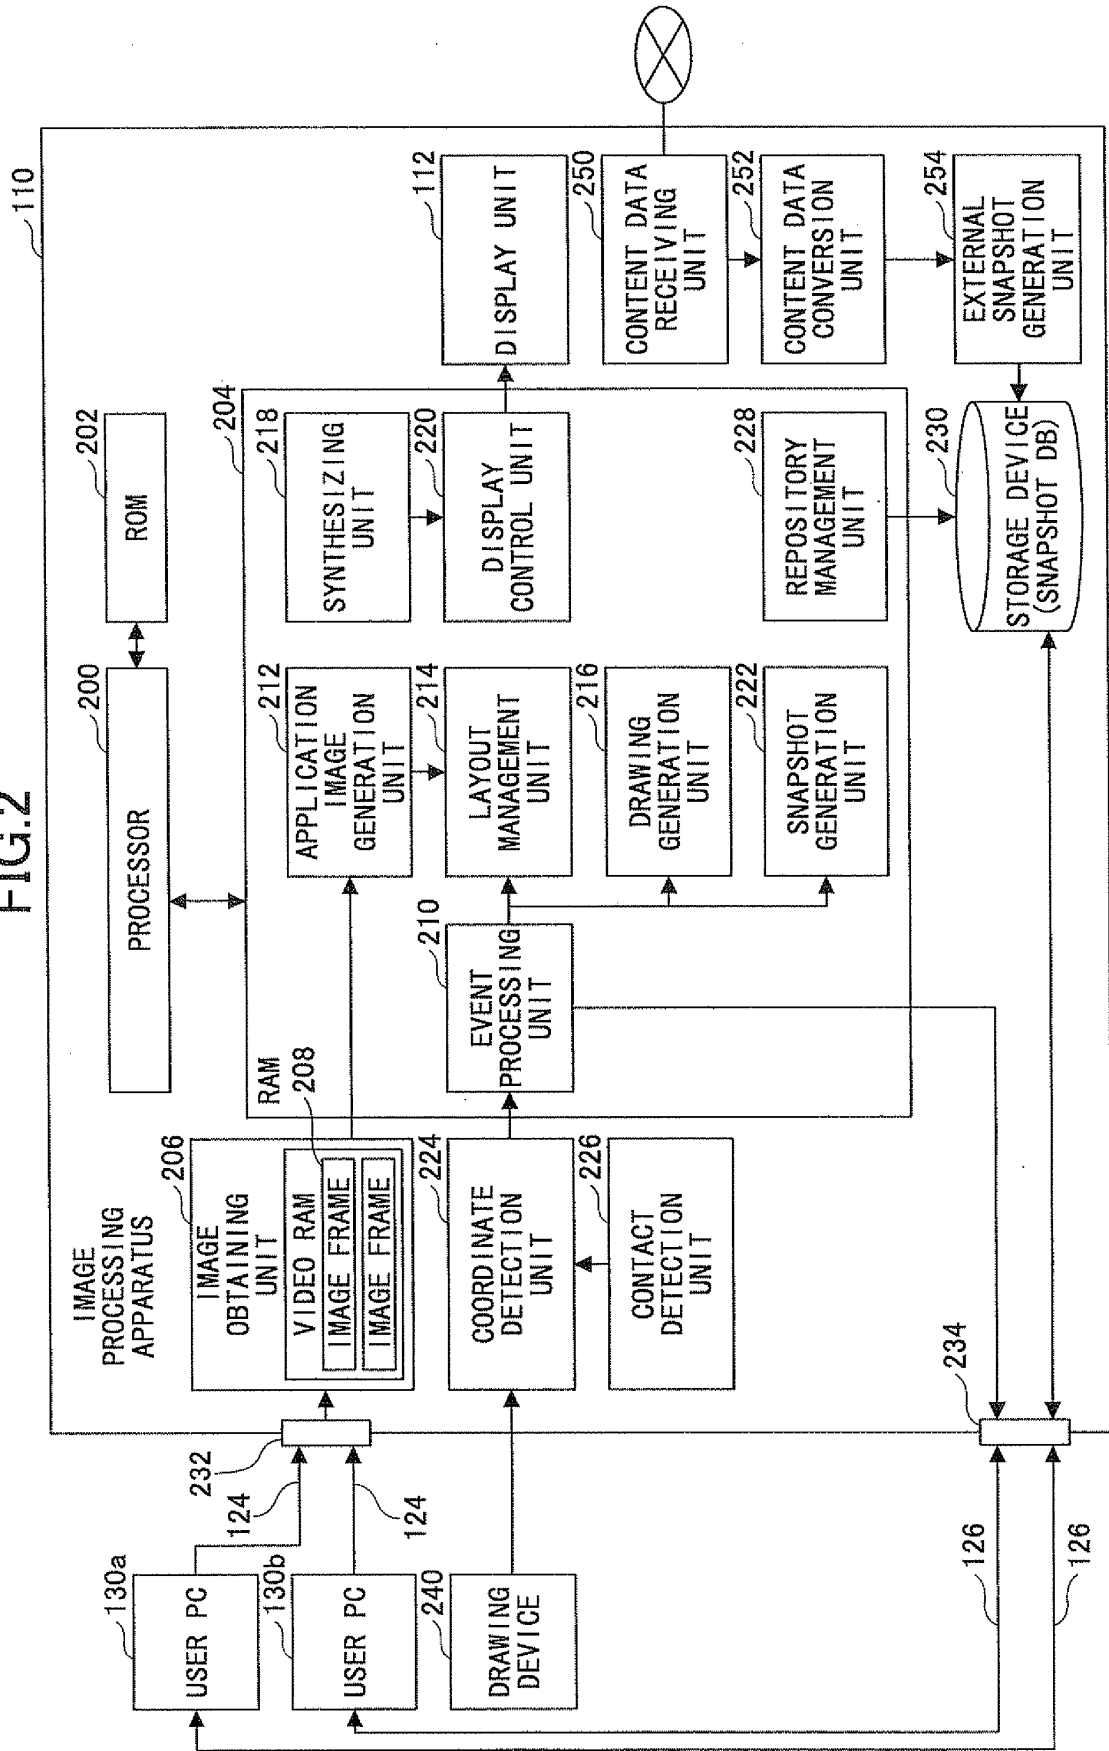 FIG.2
110
IMAGE
PROCESSING
APPARATUS
200
PROCESSOR
202
ROM
130a
USER PC
130b
USER PC
240
DRAWING
DEVICE
124
124
232
126
126
234
206
IMAGE
OBTAINING
UNIT
VIDEO RAM
208
IMAGE FRAME
IMAGE FRAME
224
COORDINATE
DETECTION
UNIT
226
CONTACT
DETECTION
UNIT
RAM
204
210
EVENT
PROCESSING
UNIT
212
APPLICATION
IMAGE
GENERATION
UNIT
214
LAYOUT
MANAGEMENT
UNIT
216
DRAWING
GENERATION
UNIT
222
SNAPSHOT
GENERATION
UNIT
218
SYNTHESIZING
UNIT
220
DISPLAY
CONTROL UNIT
228
REPOSITORY
MANAGEMENT
UNIT
230
STORAGE DEVICE
(SNAPSHOT DB)
112
DISPLAY UNIT
250
CONTENT DATA
RECEIVING
UNIT
252
CONTENT DATA
CONVERSION
UNIT
254
EXTERNAL
SNAPSHOT
GENERATION
UNIT